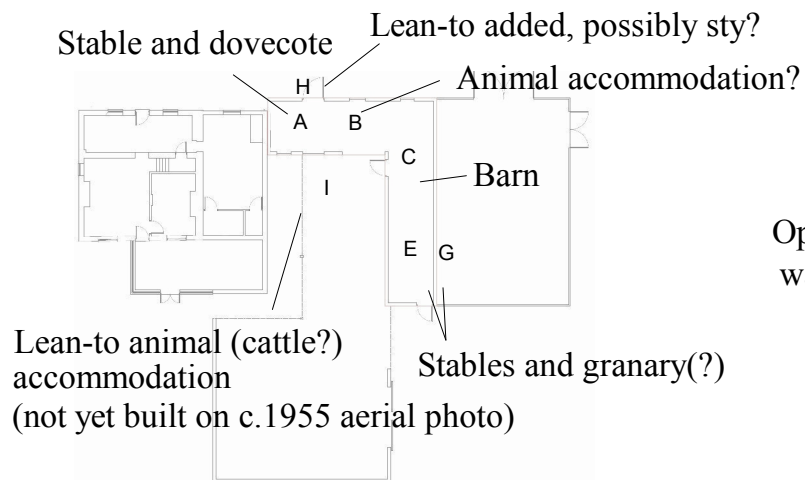 Lean-to added, possibly sty?
Stable and dovecote
Animal accommodation?
H
A
B
C
Barn
I
E
G
Op
w
Lean-to animal (cattle?)
accommodation
(not yet built on c.1955 aerial photo)
Stables and granary(?)